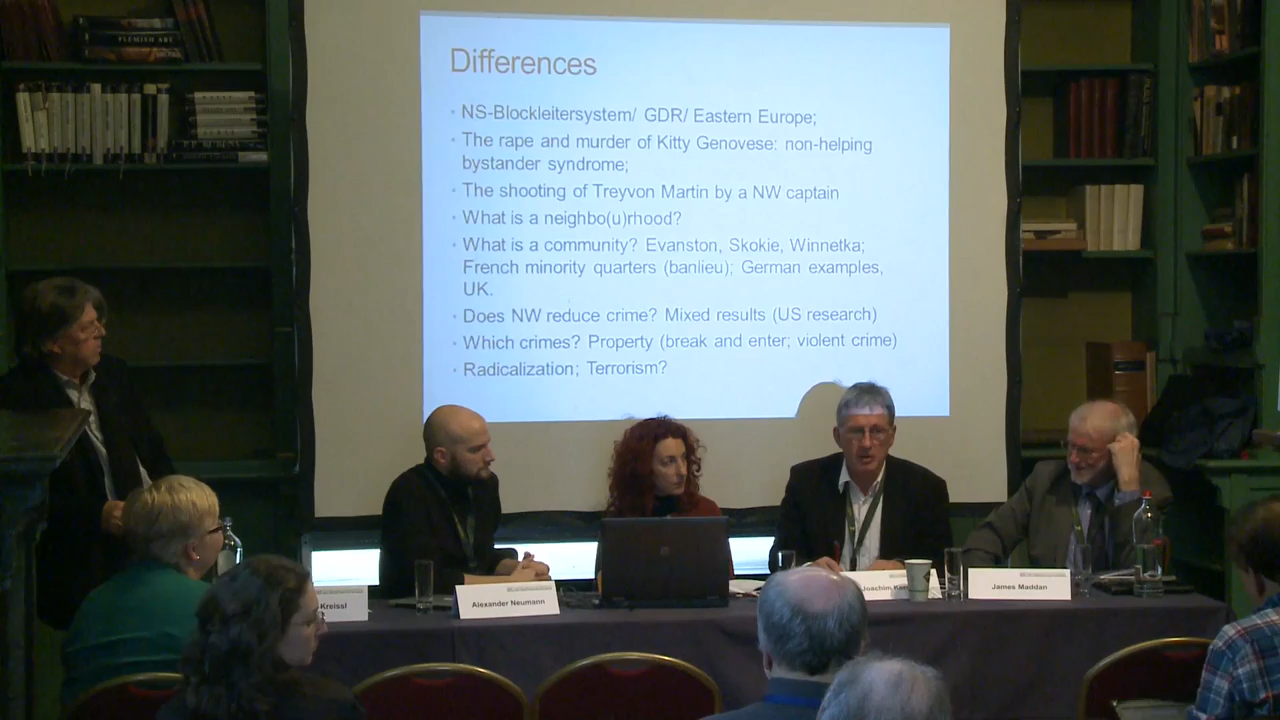 FLEMISH ART
Differences
NS-Blockleitersystem/ GDR/ Eastern Europe;
The rape and murder of Kitty Genovese: non-helping
bystander syndrome;
The shooting of Treyvon Martin by a NW captain
What is a neighbo(u)rhood?
What is a community? Evanston, Skokie, Winnetka;
French minority quarters (banlieu); German examples,
UK.
Does NW reduce crime? Mixed results (US research)
Which crimes? Property (break and enter; violent crime)
Radicalization; Terrorism?
Kreissl
Alexander Neumann
Joachim
James Maddan